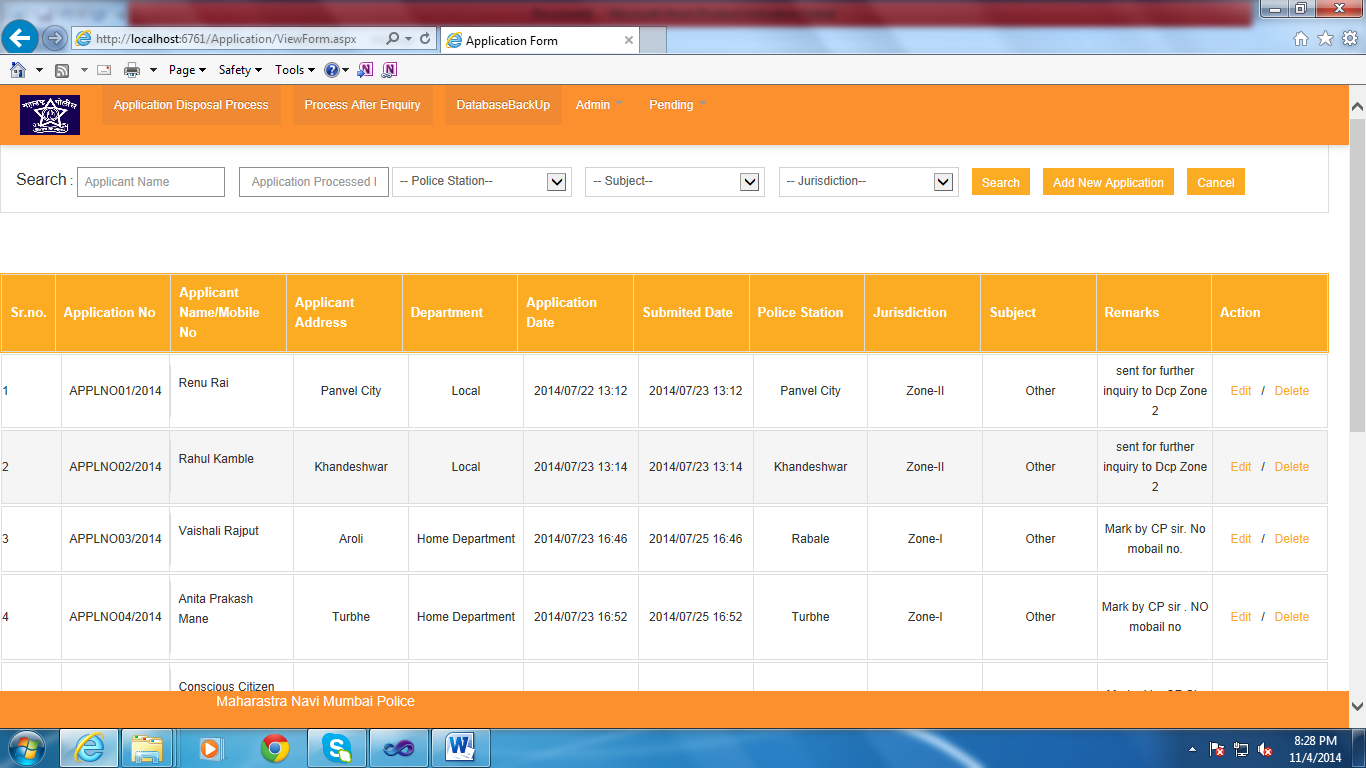 http://localhost:6761/Application/ViewForm.aspx
Application Form
Page Safety Tools
Application Disposal Process Process After Enquiry DatabaseBackUp Admin Pending
Search : Applicant Name Application Processed -- Police Station-- -- Subject-- -- Jurisdiction-- Search Add New Application Cancel
Sr.no. Application No Applicant Name/Mobile No Applicant Address Department Application Date Submited Date Police Station Jurisdiction Subject Remarks Action
1 APPLNO01/2014 Renu Rai Panvel City Local 2014/07/22 13:12 2014/07/23 13:12 Panvel City Zone-II Other sent for further inquiry to Dcp Zone 2 Edit / Delete
2 APPLNO02/2014 Rahul Kamble Khandeshwar Local 2014/07/23 13:14 2014/07/23 13:14 Khandeshwar Zone-II Other sent for further inquiry to Dcp Zone 2 Edit / Delete
3 APPLNO03/2014 Vaishali Rajput Aroli Home Department 2014/07/23 16:46 2014/07/25 16:46 Rabale Zone-I Other Mark by CP sir. No mobail no. Edit / Delete
4 APPLNO04/2014 Anita Prakash Mane Turbhe Home Department 2014/07/23 16:52 2014/07/25 16:52 Turbhe Zone-I Other Mark by CP sir . NO mobail no Edit / Delete
Conscious Citizen
Maharastra Navi Mumbai Police
8:28 PM
11/4/2014